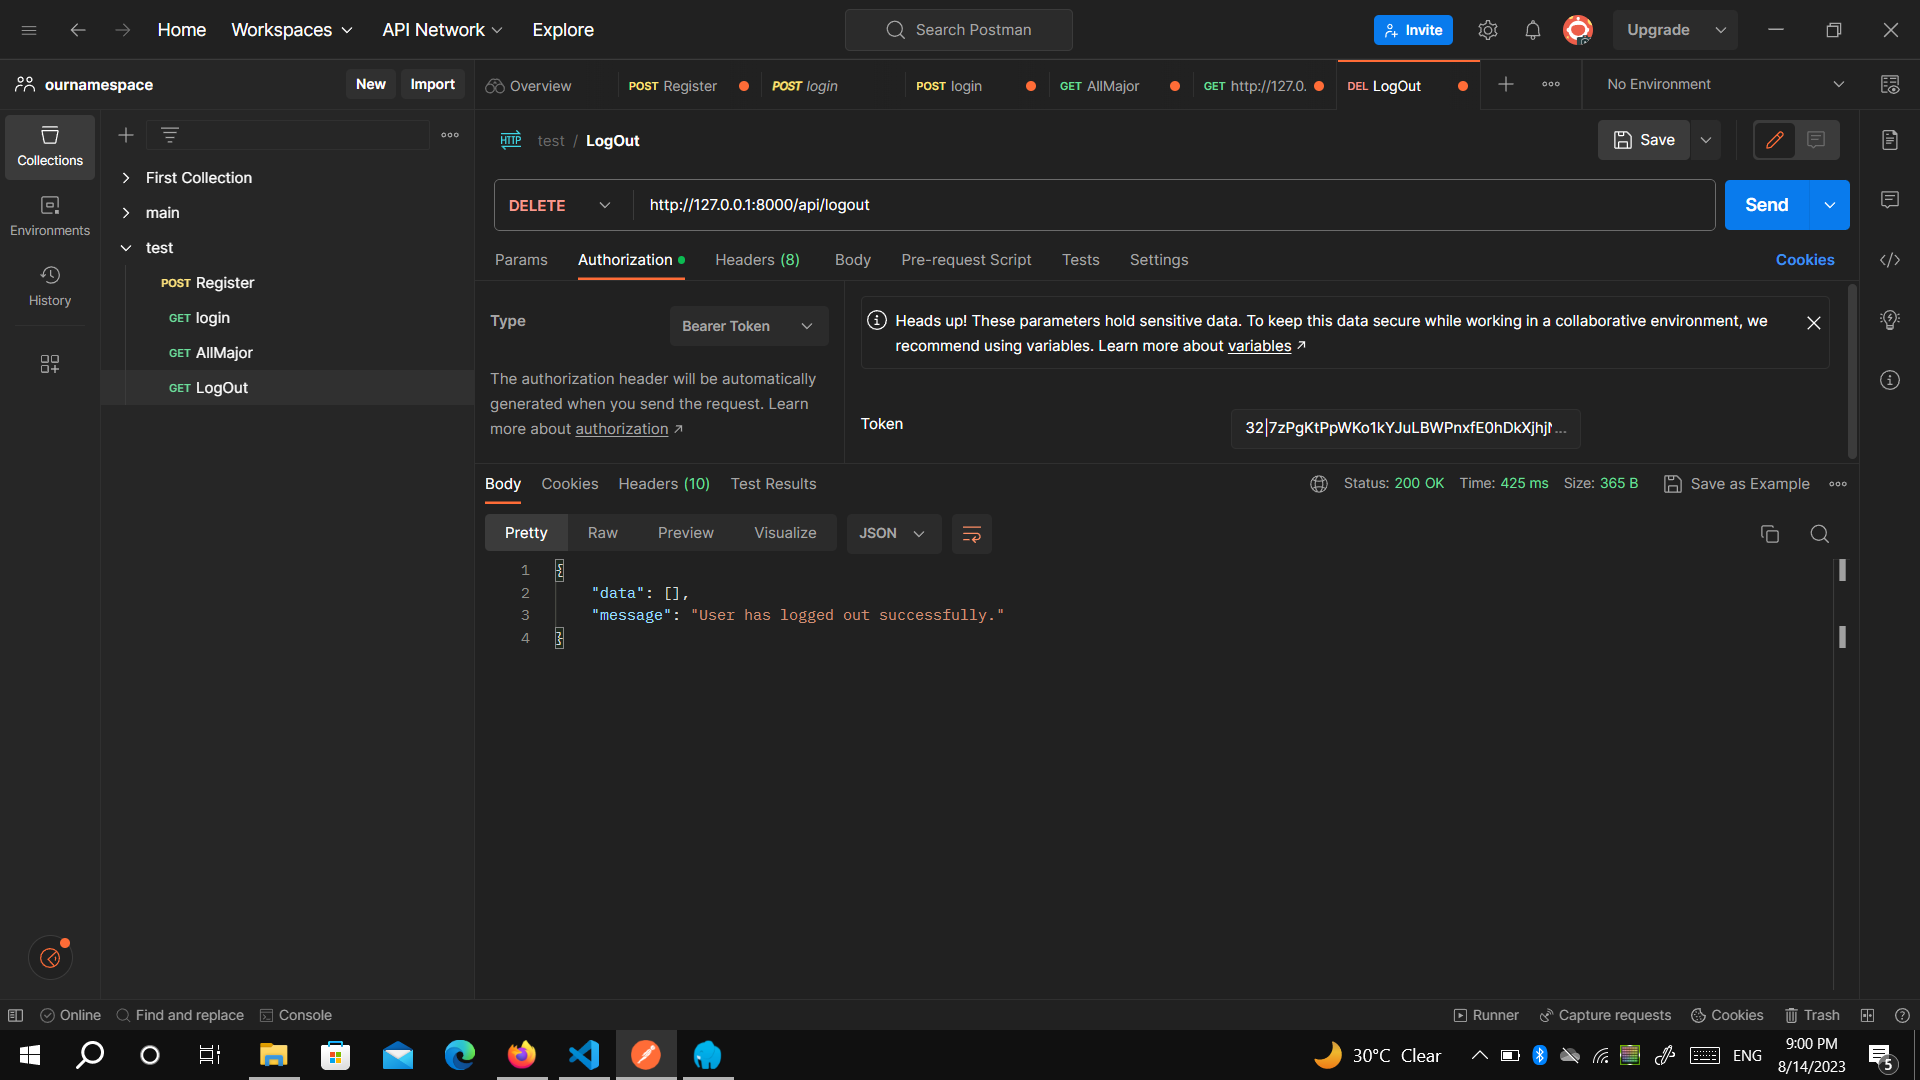 Home
Workspaces
API Network
Explore
Search Postman
Invite
Upgrade
ournamespace
New
Import
Overview
POST Register
POST login
POST login
GET AllMajor
GET http://127.0.
DEL LogOut
No Environment
Collections
Environments
History
First Collection
main
test
POST Register
GET login
GET AllMajor
GET LogOut
HTTP test / LogOut
Save
DELETE
http://127.0.0.1:8000/api/logout
Send
Params
Authorization
Headers (8)
Body
Pre-request Script
Tests
Settings
Cookies
Type
Bearer Token
The authorization header will be automatically
generated when you send the request. Learn
more about authorization ↗
Heads up! These parameters hold sensitive data. To keep this data secure while working in a collaborative environment, we
recommend using variables. Learn more about variables ↗
Token
32|7zPgKtPpWKo1kYJuLBWPnxfE0hDkXjhj...
Body
Cookies
Headers (10)
Test Results
Status: 200 OK
Time: 425 ms
Size: 365 B
Save as Example
Pretty
Raw
Preview
Visualize
JSON
1 {
2 "data": [],
3 "message": "User has logged out successfully."
4 }
Online
Find and replace
Console
Runner
Capture requests
Cookies
Trash
30°C Clear
ENG
9:00 PM
8/14/2023
5